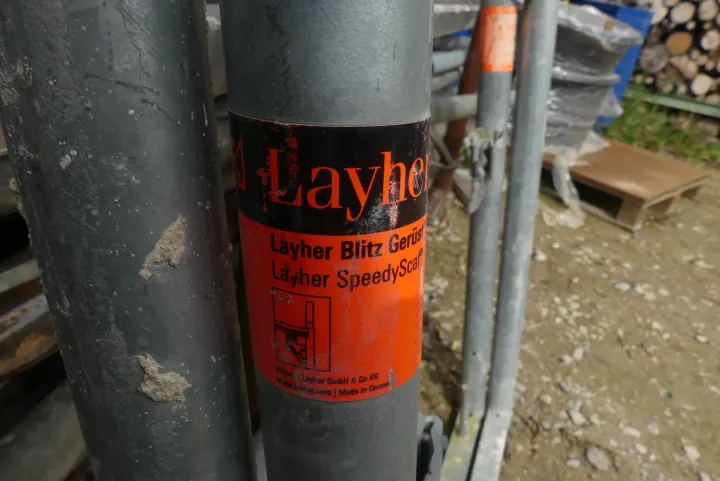 Layher
Layher Blitz Gerüst
Layher SpeedyScaf
Layher GmbH & Co KG
Made in Germany